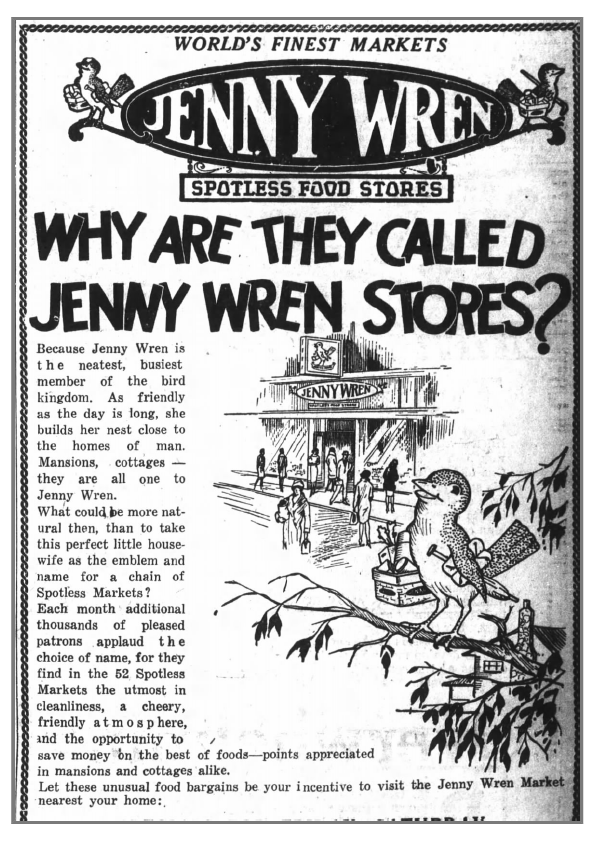 WORLD'S FINEST MARKETS
JENNY WREN
SPOTLESS FOOD STORES
WHY ARE THEY CALLED
JENNY WREN STORES?
Because Jenny Wren is
the neatest, busiest
member of the bird
kingdom. As friendly
as the day is long, she
builds her nest close to
the homes of man.
Mansions, cottages —
they are all one to
Jenny Wren.
What could be more nat-
ural then, than to take
this perfect little house-
wife as the emblem and
name for a chain of
Spotless Markets?
Each month additional
thousands of pleased
patrons applaud the
choice of name, for they
find in the 52 Spotless
Markets the utmost in
cleanliness, a cheery,
friendly atmosphere,
and the opportunity to
save money on the best of foods—points appreciated
in mansions and cottages alike.
Let these unusual food bargains be your incentive to visit the Jenny Wren Market
nearest your home:
JENNY WREN